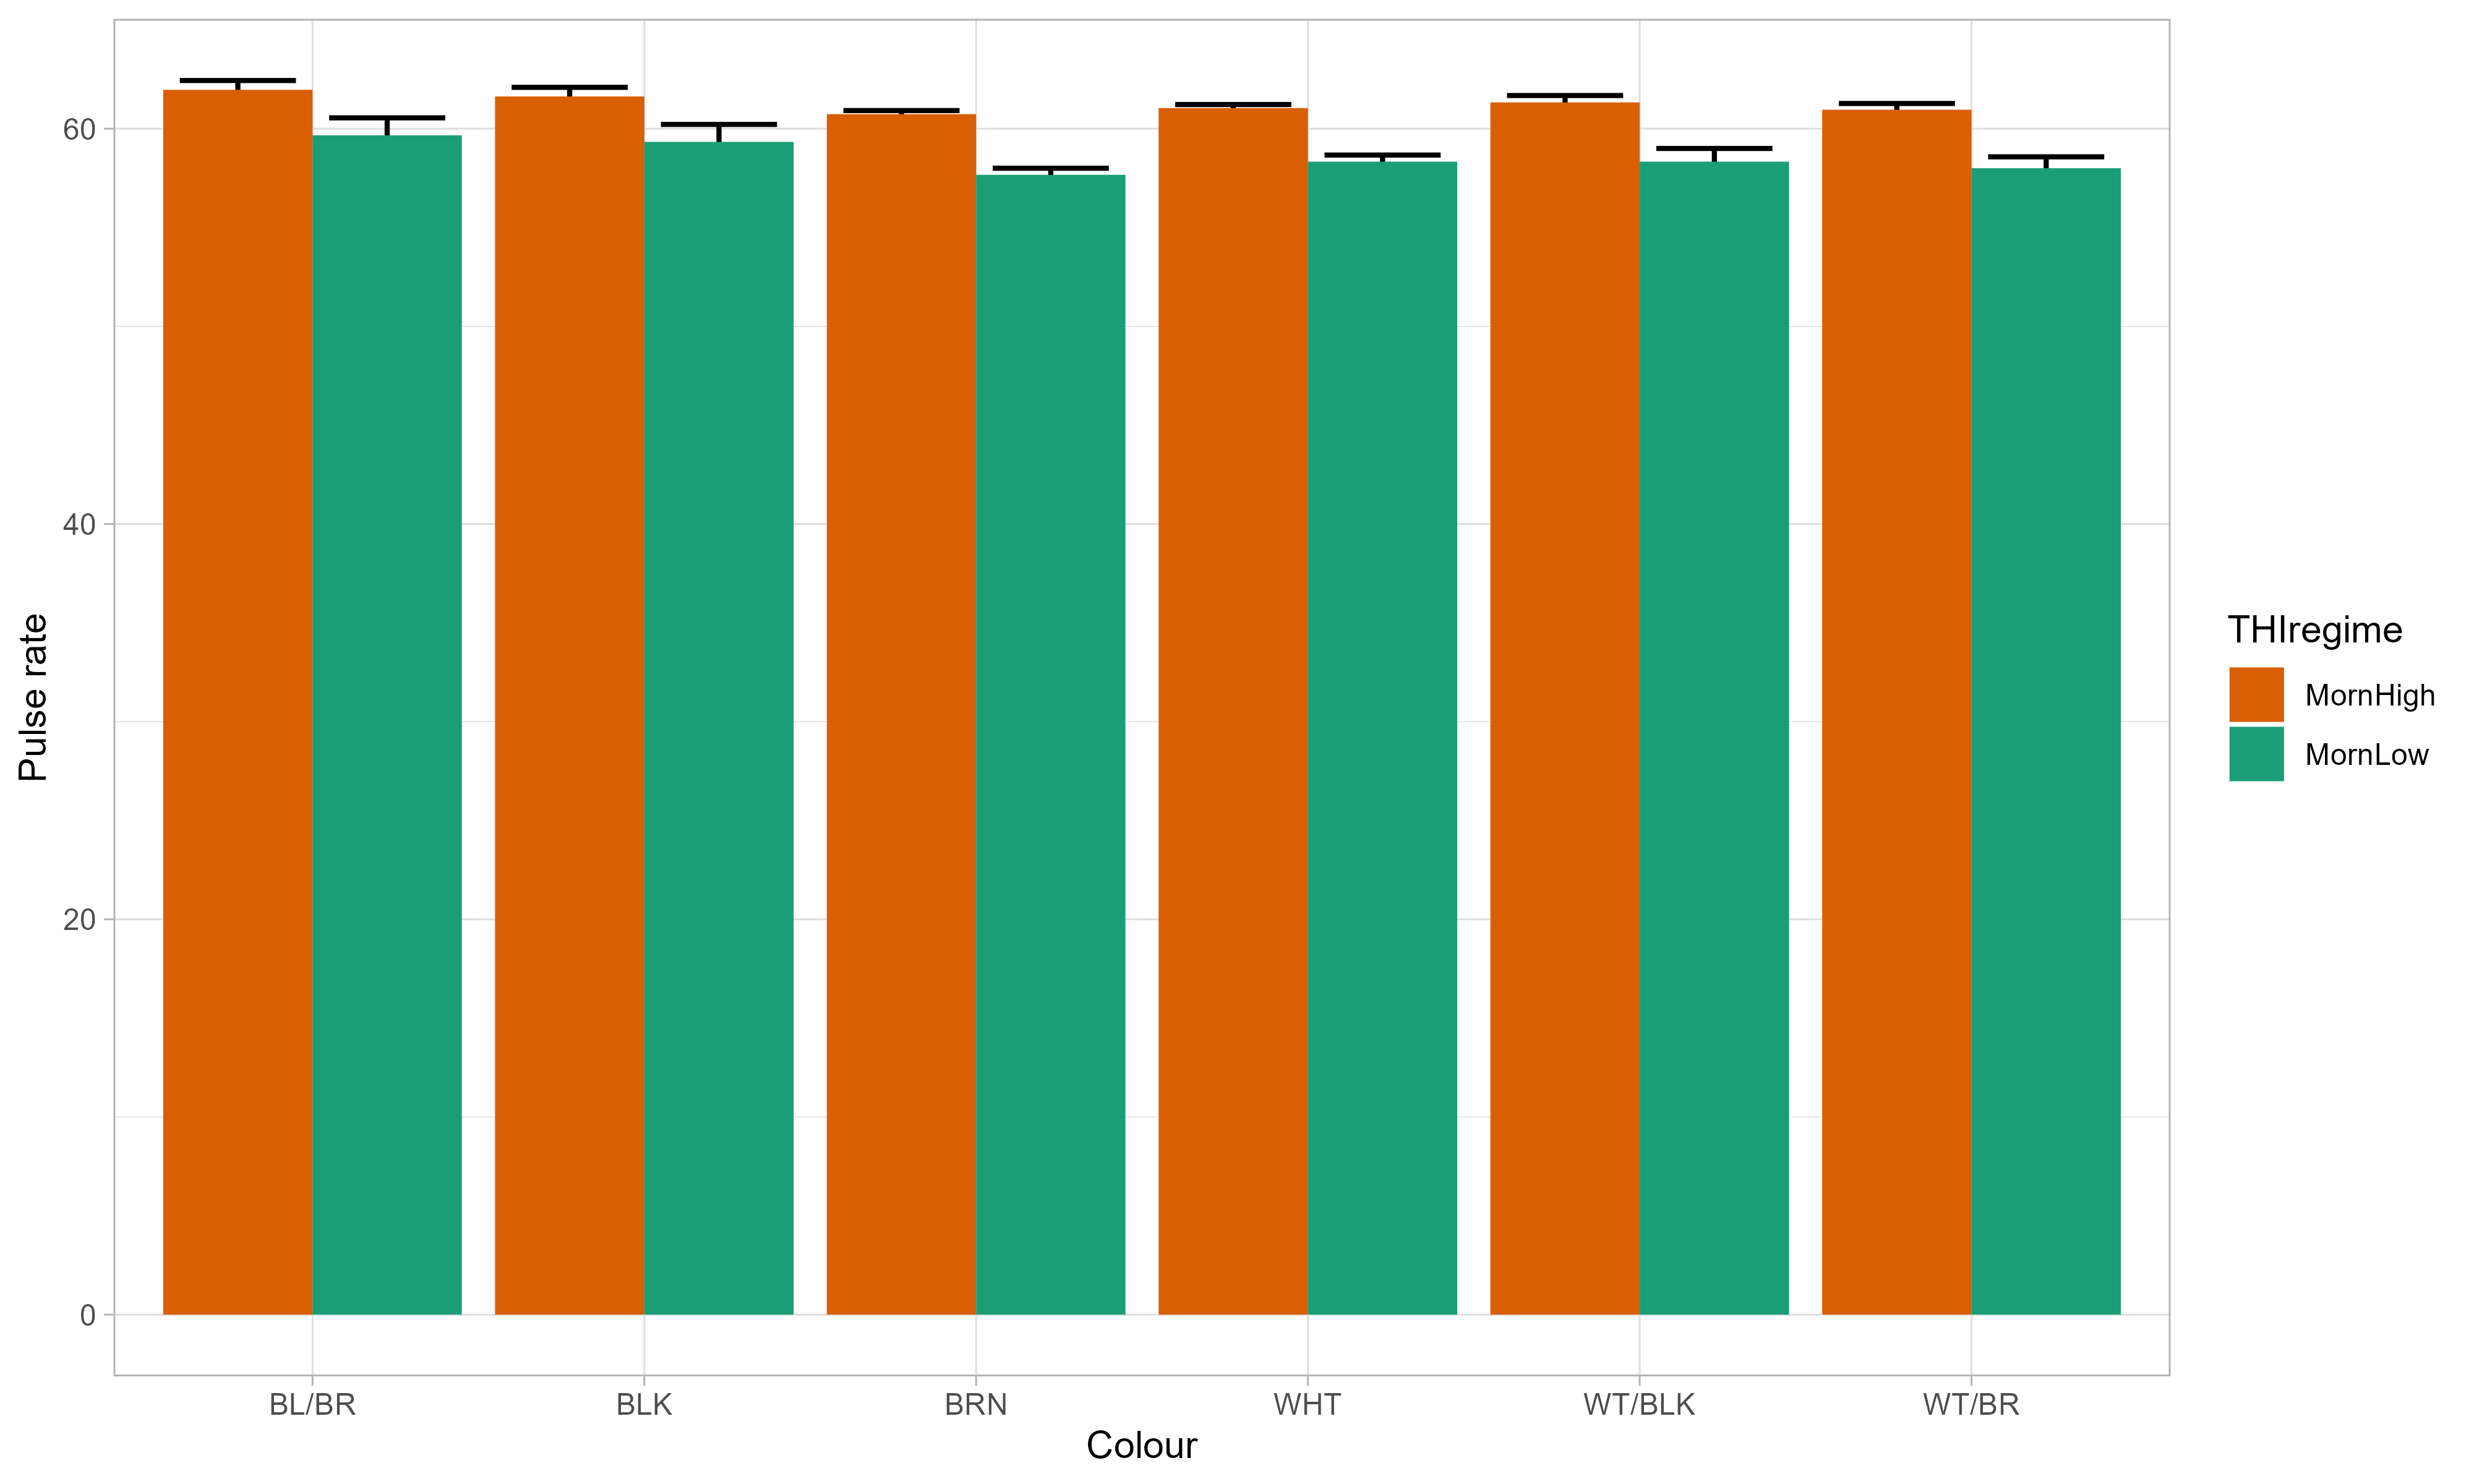 60
40
20
0
Pulse rate
BL/BR BLK BRN WHT WT/BLK WT/BR
Colour
THIregime
MornHigh
MornLow